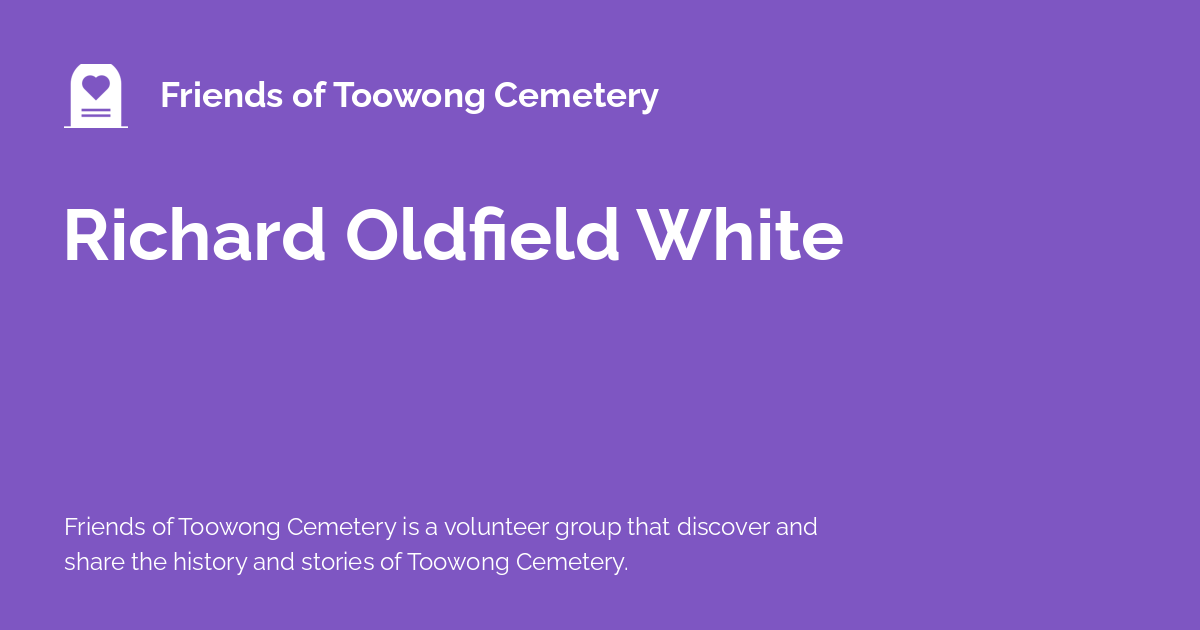 Friends of Toowong Cemetery
Richard Oldfield White
Friends of Toowong Cemetery is a volunteer group that discover and
share the history and stories of Toowong Cemetery.